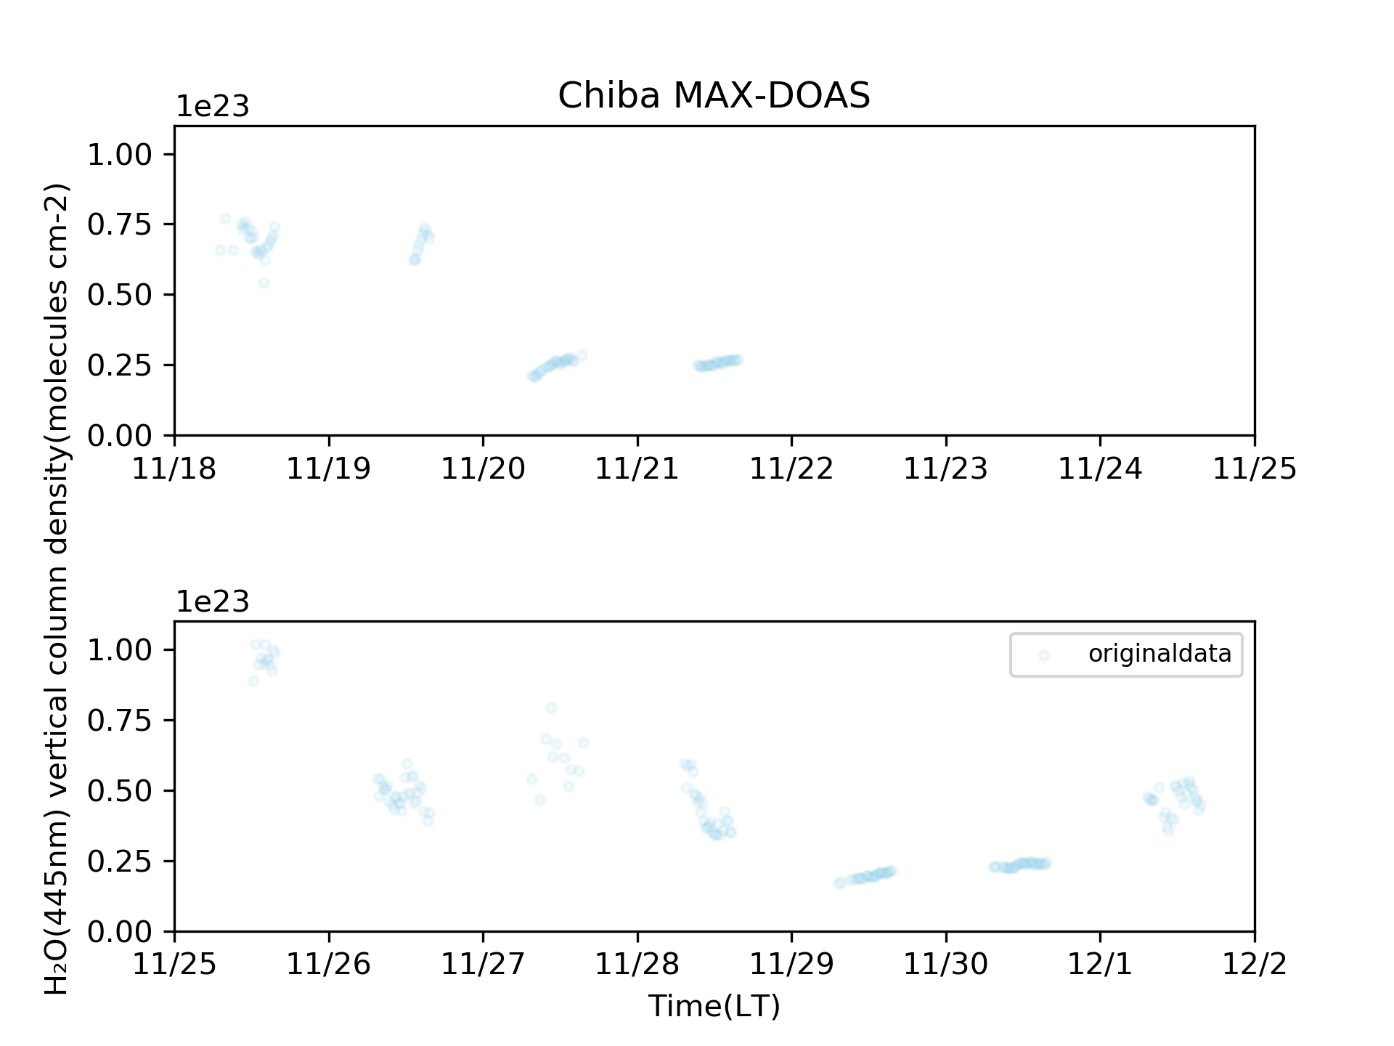 Chiba MAX-DOAS
1e23
1.00
0.75
0.50
0.25
0.00
11/18 11/19 11/20 11/21 11/22 11/23 11/24 11/25
H₂O(445nm) vertical column density(molecules cm-2)
1e23
originaldata
1.00
0.75
0.50
0.25
0.00
11/25 11/26 11/27 11/28 11/29 11/30 12/1 12/2
Time(LT)